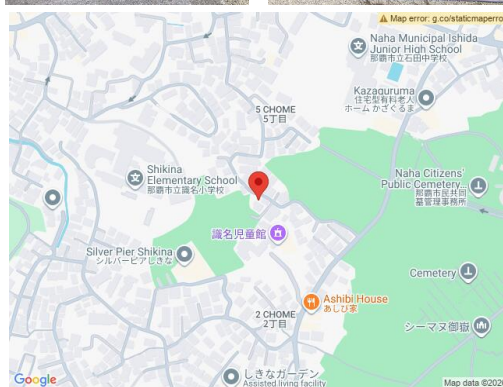 Map error: g.co/staticmaperro
Naha Municipal Ishida
Junior High School
那覇市立石田中学校
Kazaguruma
住宅型有料老人
ホーム かざぐるま
5 CHOME
5丁目
Shikina
Elementary School
那覇市立識名小学校
Naha Citizens'
Public Cemetery...
那覇市民共同
墓管理事務所
識名児童館
Silver Pier Shikina
シルバーピアしきな
Cemetery
Ashibi House
あしび家
2 CHOME
2丁目
シーマヌ御嶽
しきなガーデン
Assisted living facility
Google
Map data ©202